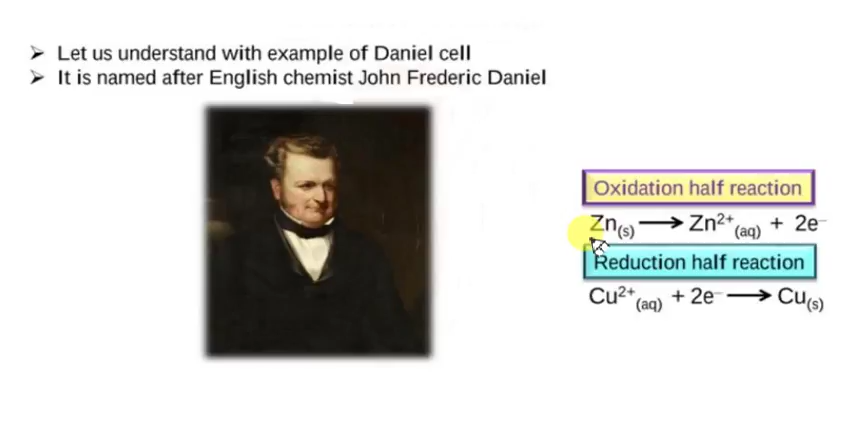 ➢ Let us understand with example of Daniel cell
➢ It is named after English chemist John Frederic Daniel
Oxidation half reaction
Zn(s) ⟶ Zn²⁺(aq) + 2e⁻
Reduction half reaction
Cu²⁺(aq) + 2e⁻ ⟶ Cu(s)